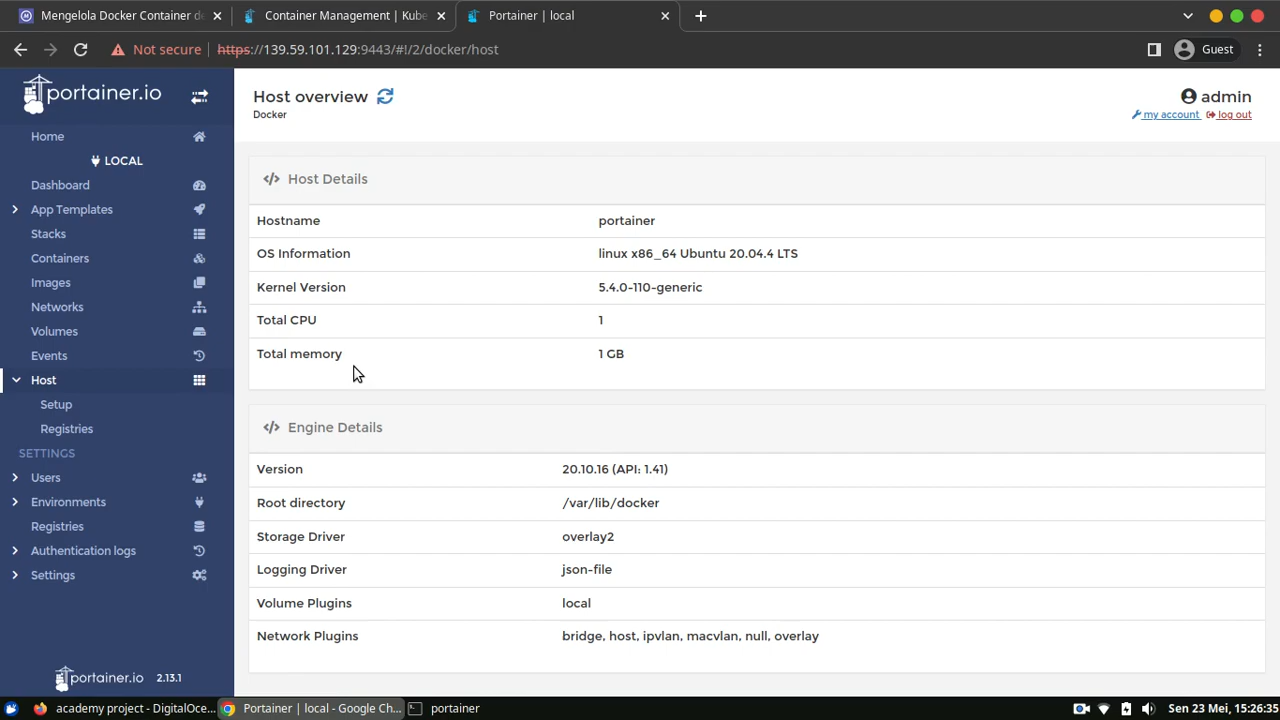 Mengelola Docker Container de
Container Management | Kube
Portainer | local
Not secure
https://139.59.101.129:9443/#!/2/docker/host
Guest
portainer.io
Home
LOCAL
Dashboard
App Templates
Stacks
Containers
Images
Networks
Volumes
Events
Host
Setup
Registries
SETTINGS
Users
Environments
Registries
Authentication logs
Settings
portainer.io 2.13.1
Host overview
Docker
admin
my account log out
Host Details
Hostname portainer
OS Information linux x86_64 Ubuntu 20.04.4 LTS
Kernel Version 5.4.0-110-generic
Total CPU 1
Total memory 1 GB
Engine Details
Version 20.10.16 (API: 1.41)
Root directory /var/lib/docker
Storage Driver overlay2
Logging Driver json-file
Volume Plugins local
Network Plugins bridge, host, ipvlan, macvlan, null, overlay
academy project - DigitalOce...
Portainer | local - Google Ch...
portainer
Sen 23 Mei, 15:26:35